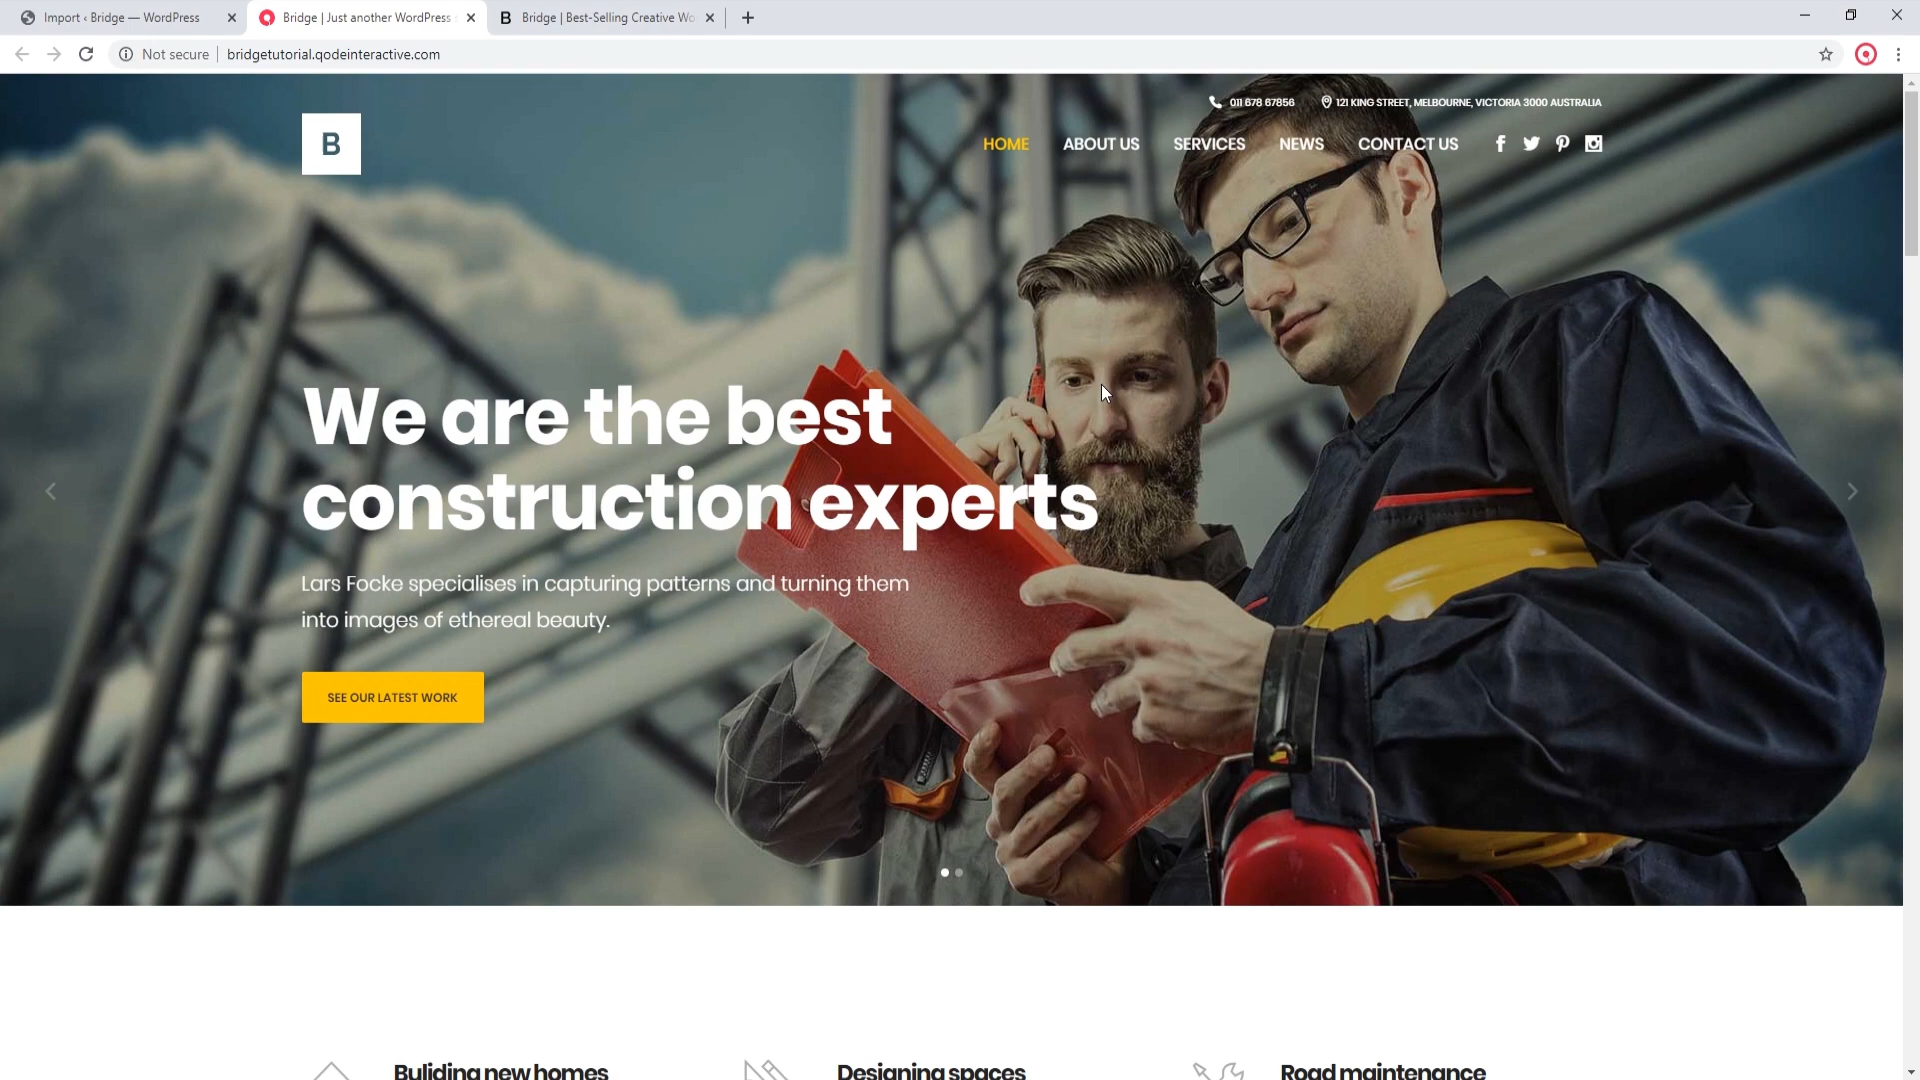 Import ‹ Bridge — WordPress
Bridge | Just another WordPress
Bridge | Best-Selling Creative Wo
Not secure
bridgetutorial.qodeinteractive.com
011 678 67856
121 KING STREET, MELBOURNE, VICTORIA 3000 AUSTRALIA
B
HOME
ABOUT US
SERVICES
NEWS
CONTACT US
We are the best
construction experts
Lars Focke specialises in capturing patterns and turning them
into images of ethereal beauty.
SEE OUR LATEST WORK
Buliding new homes
Designing spaces
Road maintenance